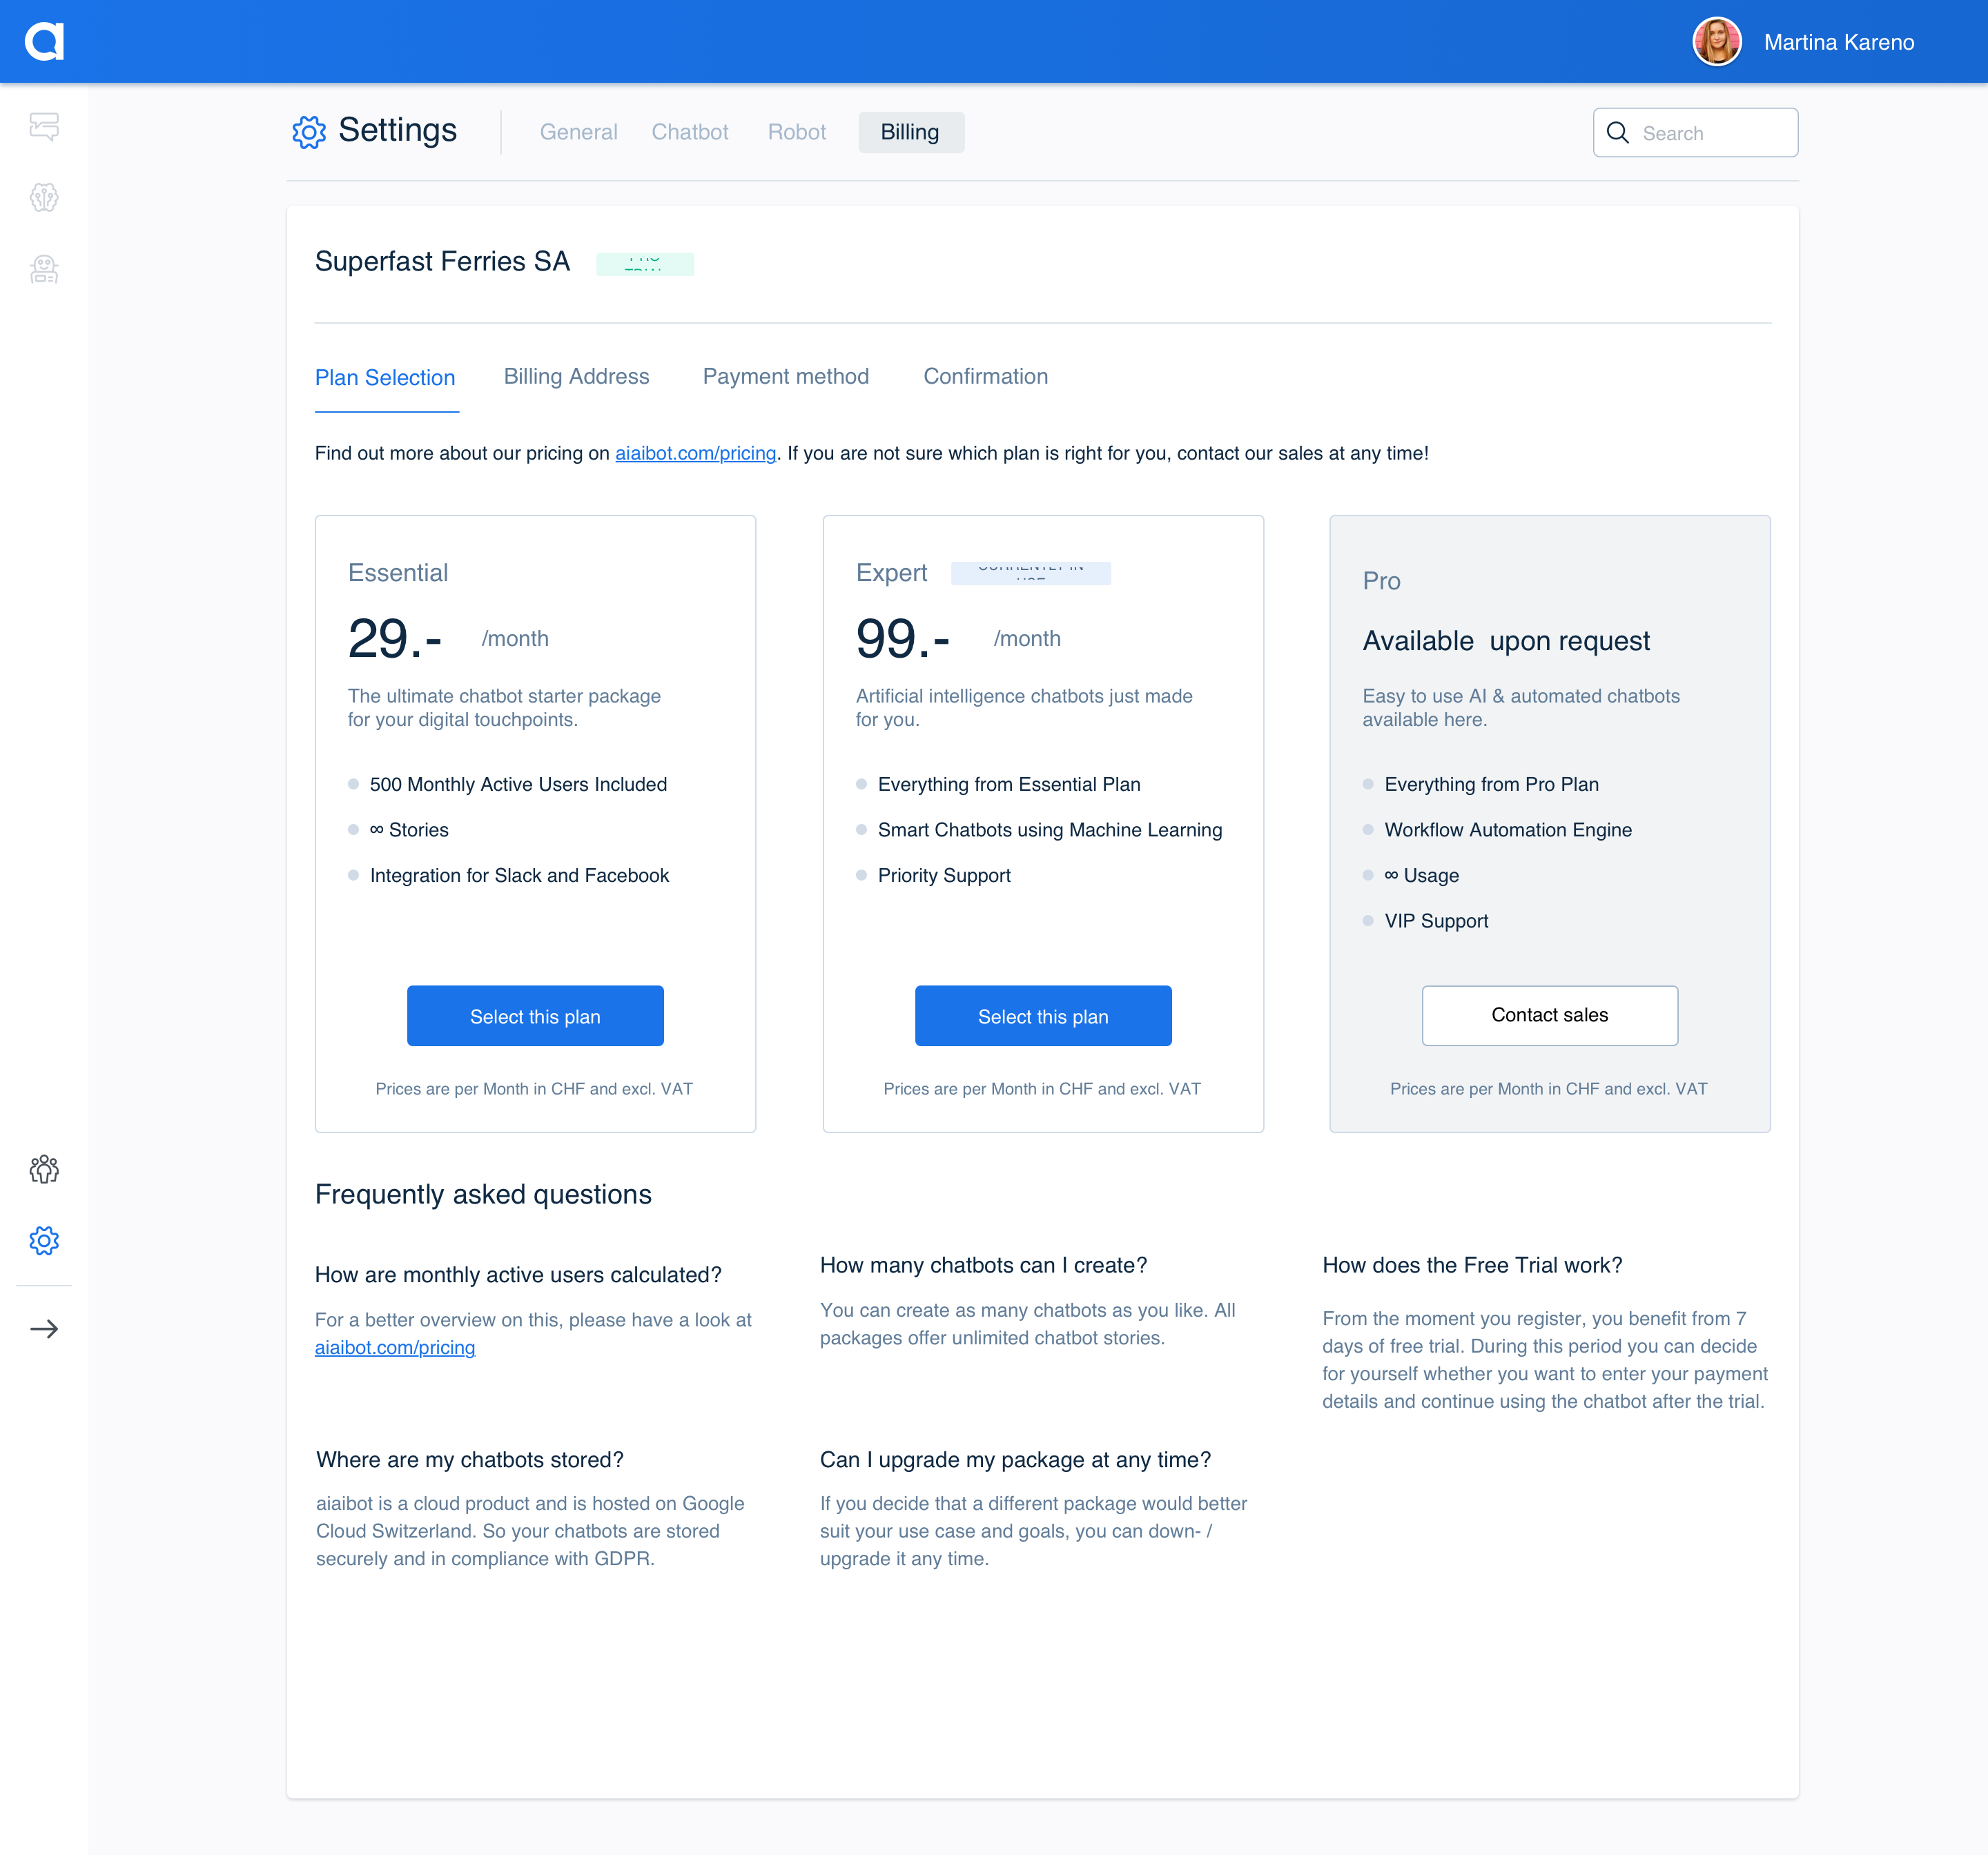 Martina Kareno
Settings
General
Chatbot
Robot
Billing
Search
Superfast Ferries SA
Plan Selection
Billing Address
Payment method
Confirmation
Find out more about our pricing on aiaibot.com/pricing. If you are not sure which plan is right for you, contact our sales at any time!
Essential
29.- /month
The ultimate chatbot starter package
for your digital touchpoints.
500 Monthly Active Users Included
∞ Stories
Integration for Slack and Facebook
Select this plan
Prices are per Month in CHF and excl. VAT
Expert
99.- /month
Artificial intelligence chatbots just made
for you.
Everything from Essential Plan
Smart Chatbots using Machine Learning
Priority Support
Select this plan
Prices are per Month in CHF and excl. VAT
Pro
Available upon request
Easy to use AI & automated chatbots
available here.
Everything from Pro Plan
Workflow Automation Engine
∞ Usage
VIP Support
Contact sales
Prices are per Month in CHF and excl. VAT
Frequently asked questions
How are monthly active users calculated?
For a better overview on this, please have a look at
aiaibot.com/pricing
How many chatbots can I create?
You can create as many chatbots as you like. All
packages offer unlimited chatbot stories.
How does the Free Trial work?
From the moment you register, you benefit from 7
days of free trial. During this period you can decide
for yourself whether you want to enter your payment
details and continue using the chatbot after the trial.
Where are my chatbots stored?
aiaibot is a cloud product and is hosted on Google
Cloud Switzerland. So your chatbots are stored
securely and in compliance with GDPR.
Can I upgrade my package at any time?
If you decide that a different package would better
suit your use case and goals, you can down- /
upgrade it any time.